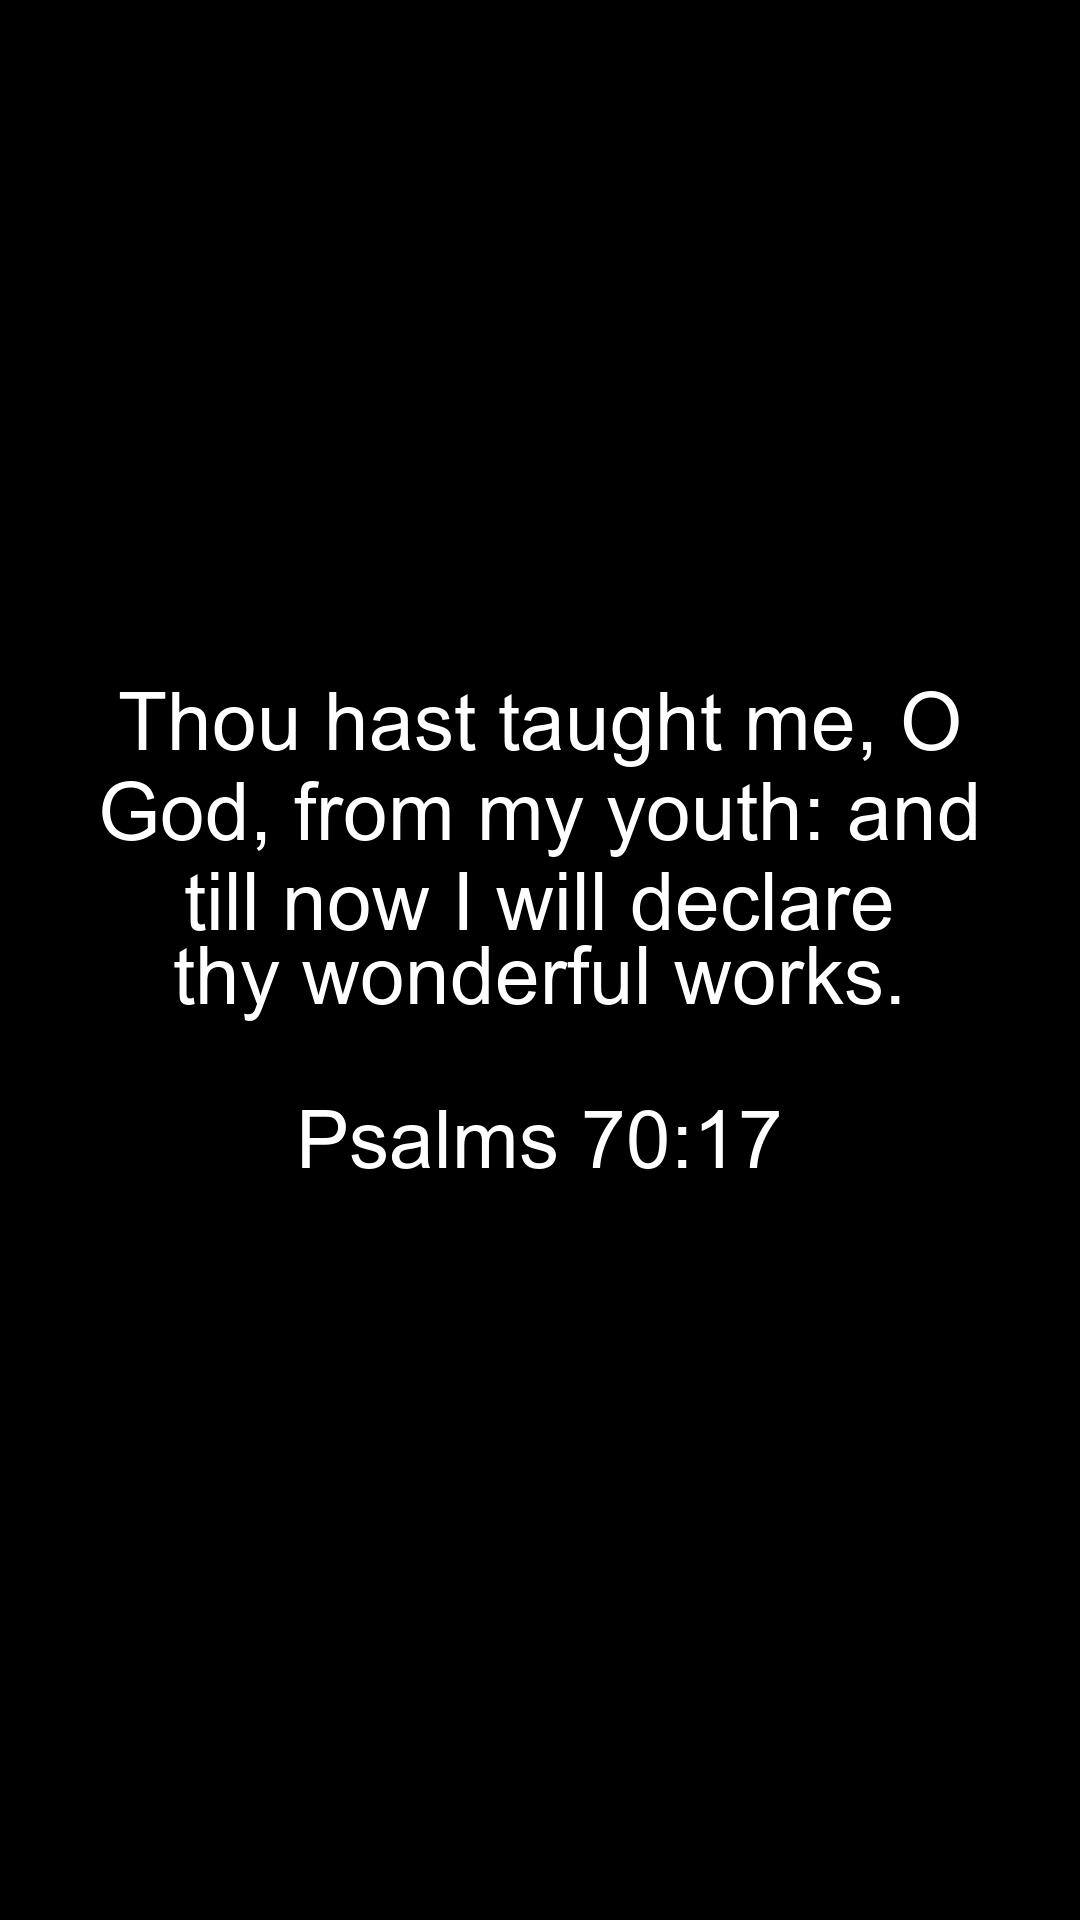 Thou hast taught me, O
God, from my youth: and
till now I will declare
thy wonderful works.
Psalms 70:17